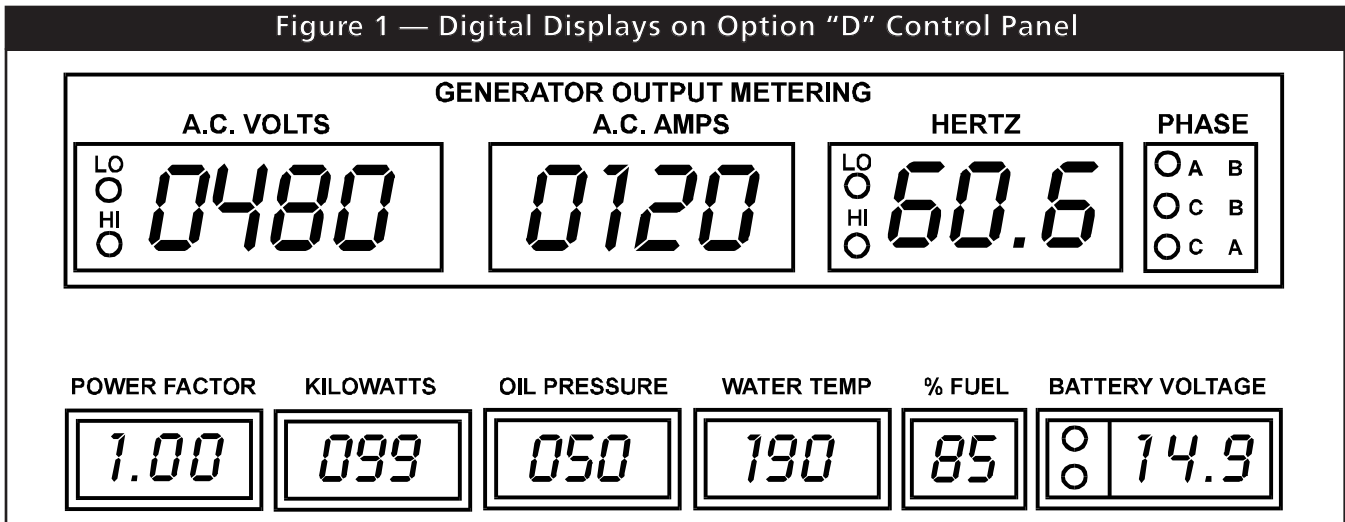 Figure 1 — Digital Displays on Option “D” Control Panel
GENERATOR OUTPUT METERING
A.C. VOLTS A.C. AMPS HERTZ PHASE
LO
HI
0480
0120
LO
HI
60.6
A B
C B
C A
POWER FACTOR KILOWATTS OIL PRESSURE WATER TEMP % FUEL BATTERY VOLTAGE
1.00 099 050 190 85 14.9